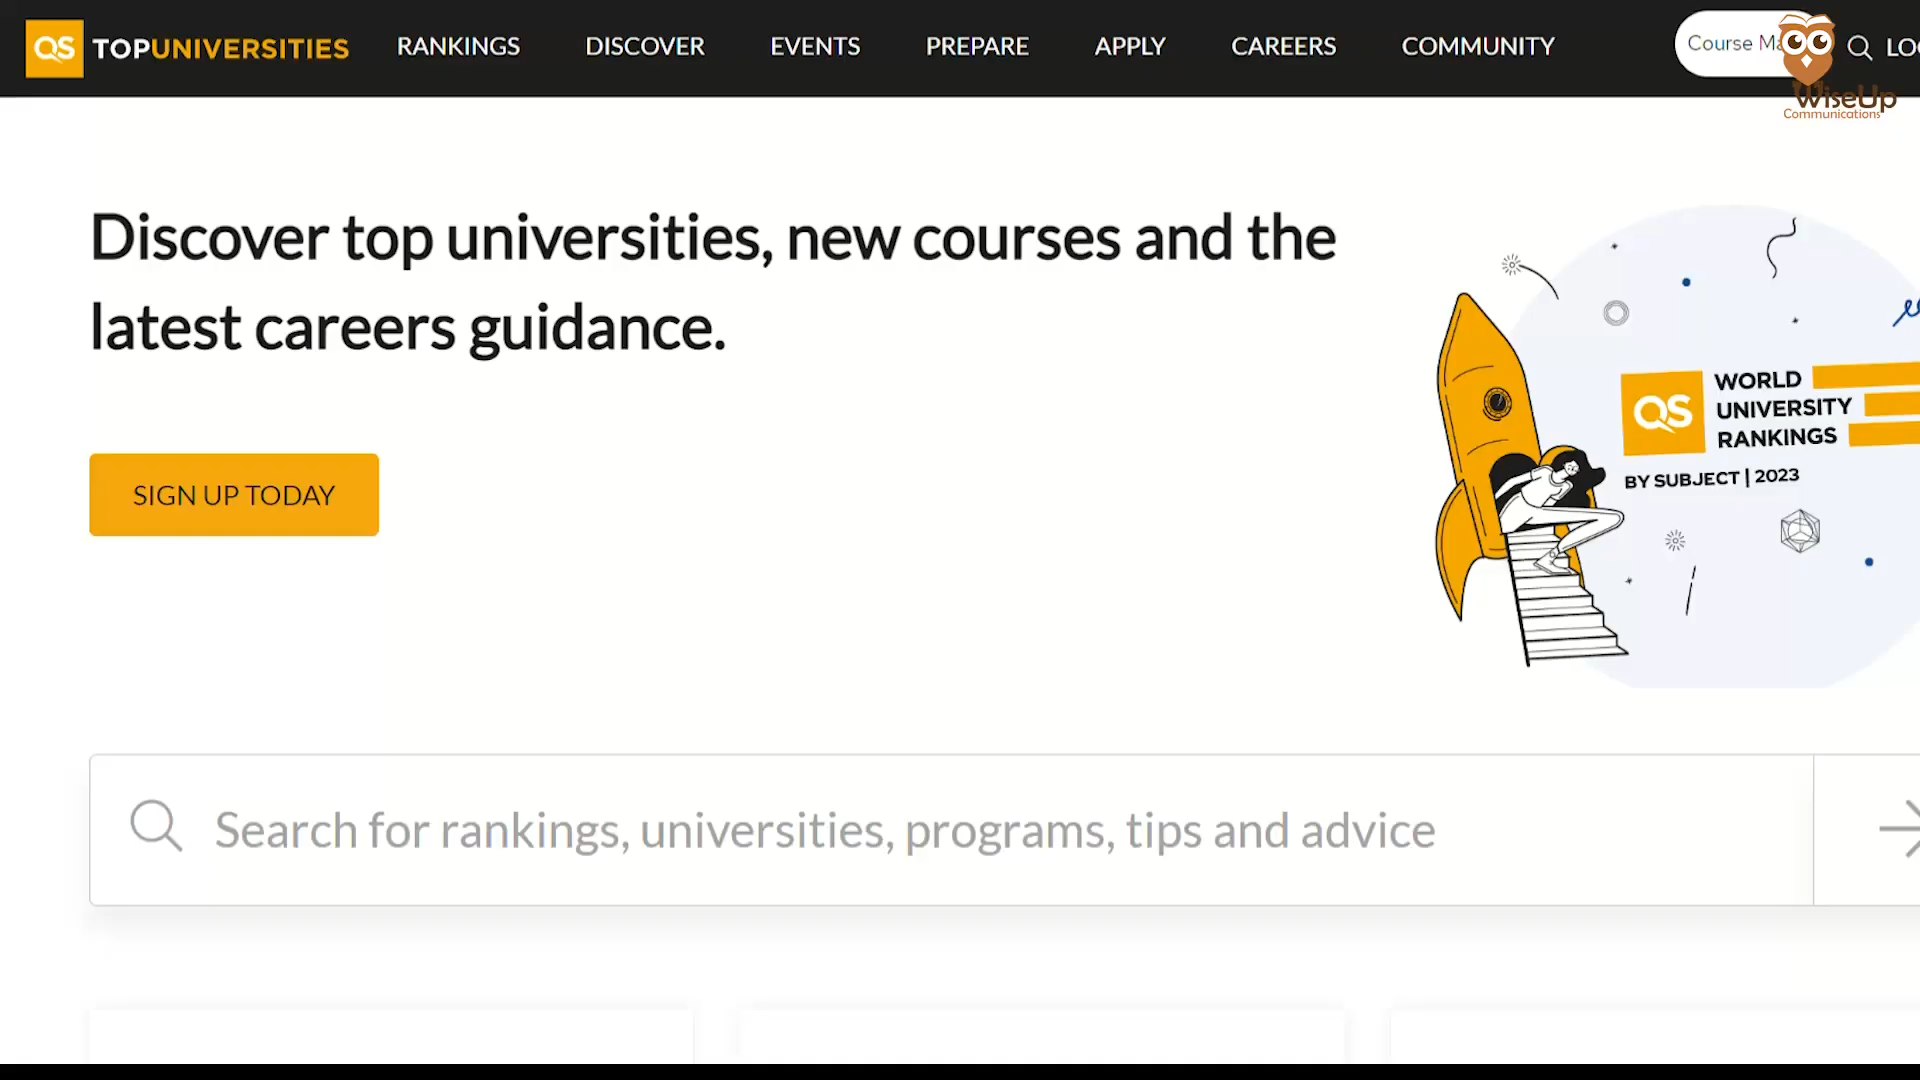 QS TOPUNIVERSITIES
RANKINGS
DISCOVER
EVENTS
PREPARE
APPLY
CAREERS
COMMUNITY
Course
WiseUp
Communications
Discover top universities, new courses and the
latest careers guidance.
SIGN UP TODAY
QS
WORLD
UNIVERSITY
RANKINGS
BY SUBJECT | 2023
Search for rankings, universities, programs, tips and advice